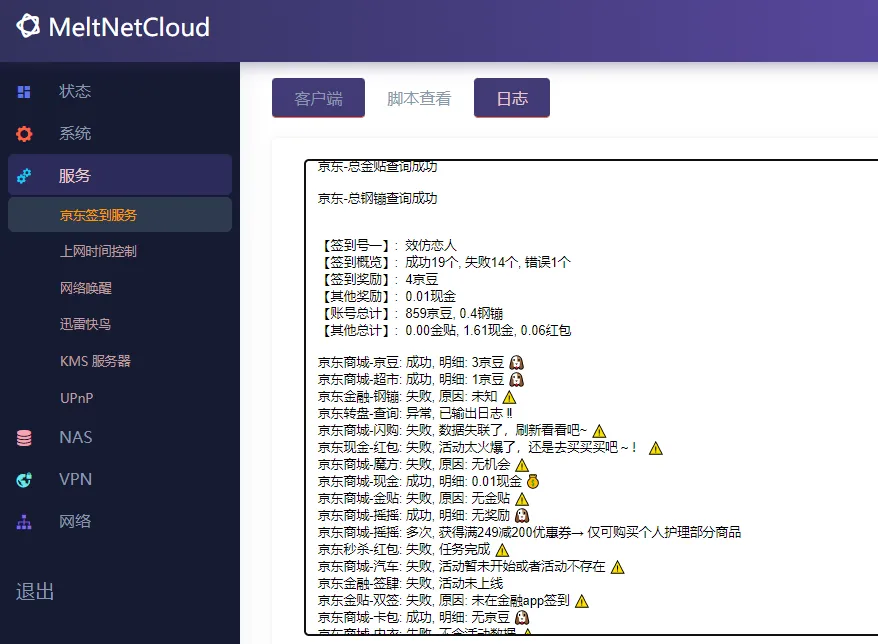 MeltNetCloud
状态
系统
服务
京东签到服务
上网时间控制
网络唤醒
迅雷快鸟
KMS 服务器
UPnP
NAS
VPN
网络
退出
客户端
脚本查看
日志
京东-总金贴查询成功
京东-总钢镚查询成功
【签到号一】: 效仿恋人
【签到概览】: 成功19个, 失败14个, 错误1个
【签到奖励】: 4京豆
【其他奖励】: 0.01现金
【账号总计】: 859京豆, 0.4钢镚
【其他总计】: 0.00金贴, 1.61现金, 0.06红包
京东商城-京豆: 成功, 明细: 3京豆 🐶
京东商城-超市: 成功, 明细: 1京豆 🐶
京东金融-钢镚: 失败, 原因: 未知 ⚠️
京东转盘-查询: 异常, 已输出日志 ‼️
京东商城-闪购: 失败, 数据失联了，刷新看看吧~ ⚠️
京东现金-红包: 失败, 活动太火爆了，还是去买买买吧～！ ⚠️
京东商城-魔方: 失败, 原因: 无机会 ⚠️
京东商城-现金: 成功, 明细: 0.01现金 💰
京东商城-金贴: 失败, 原因: 无金贴 ⚠️
京东商城-摇摇: 成功, 明细: 无奖励 🐶
京东商城-摇摇: 多次, 获得满249减200优惠券→ 仅可购买个人护理部分商品
京东秒杀-红包: 失败, 任务完成 ⚠️
京东商城-汽车: 失败, 活动暂未开始或者活动不存在 ⚠️
京东金融-签肆: 失败, 活动未上线
京东金贴-双签: 失败, 原因: 未在金融app签到 ⚠️
京东商城-卡包: 成功, 明细: 无京豆 🐶
京东商城-内衣: 失败, 不含活动数据 ⚠️